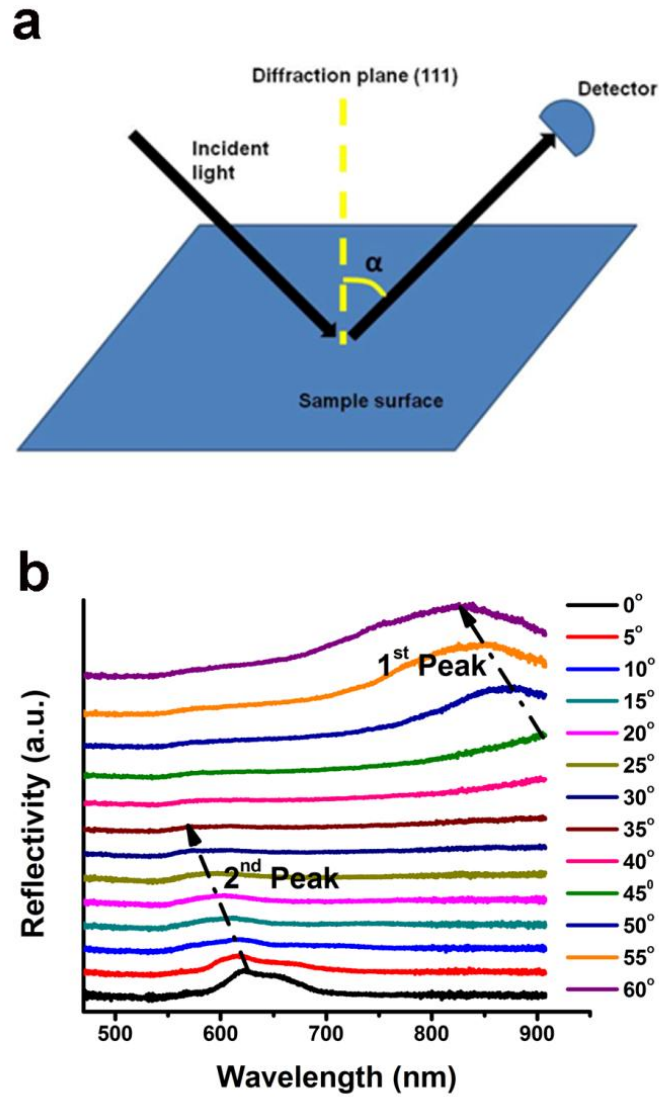 a
Diffraction plane (111)
Detector
Incident
light
α
Sample surface
b
Reflectivity (a.u.)
1st Peak
2nd Peak
0°
5°
10°
15°
20°
25°
30°
35°
40°
45⁰
50°
55°
60°
500
600
700
800
900
Wavelength (nm)